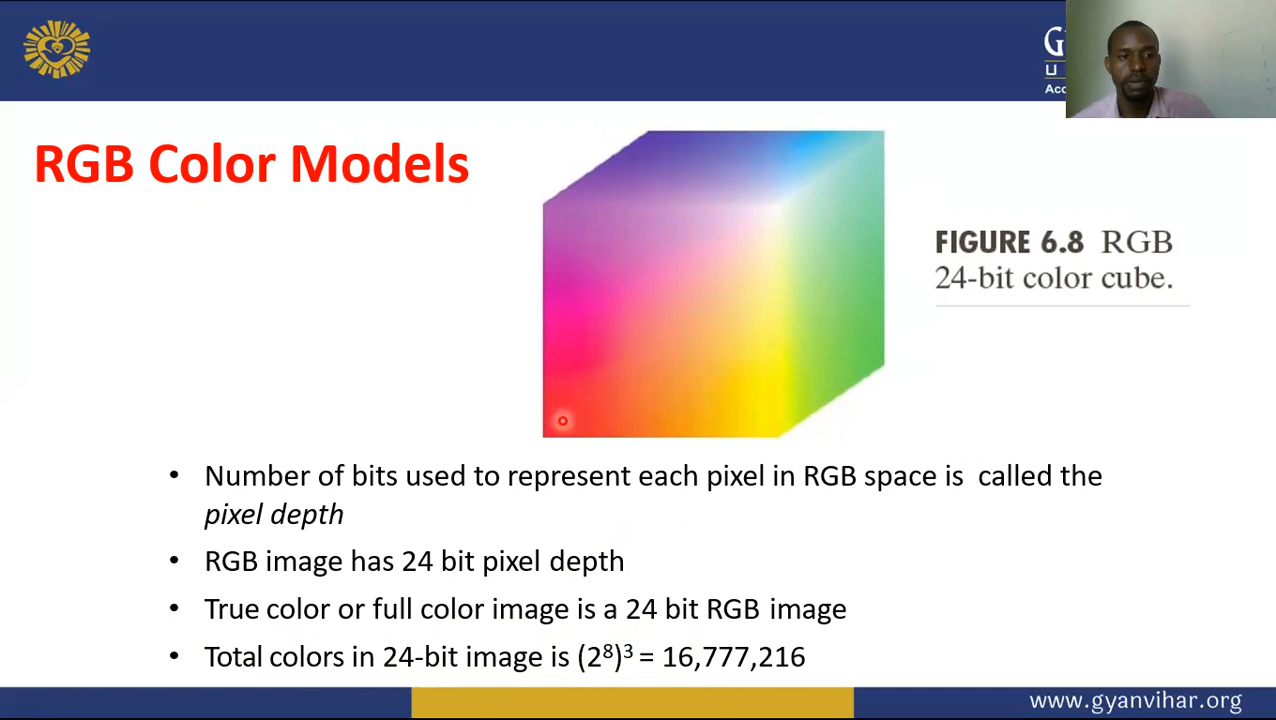 G
U
Acc
RGB Color Models
FIGURE 6.8 RGB
24-bit color cube.
• Number of bits used to represent each pixel in RGB space is called the
pixel depth
• RGB image has 24 bit pixel depth
• True color or full color image is a 24 bit RGB image
• Total colors in 24-bit image is (2⁸)³ = 16,777,216
www.gyanvihar.org